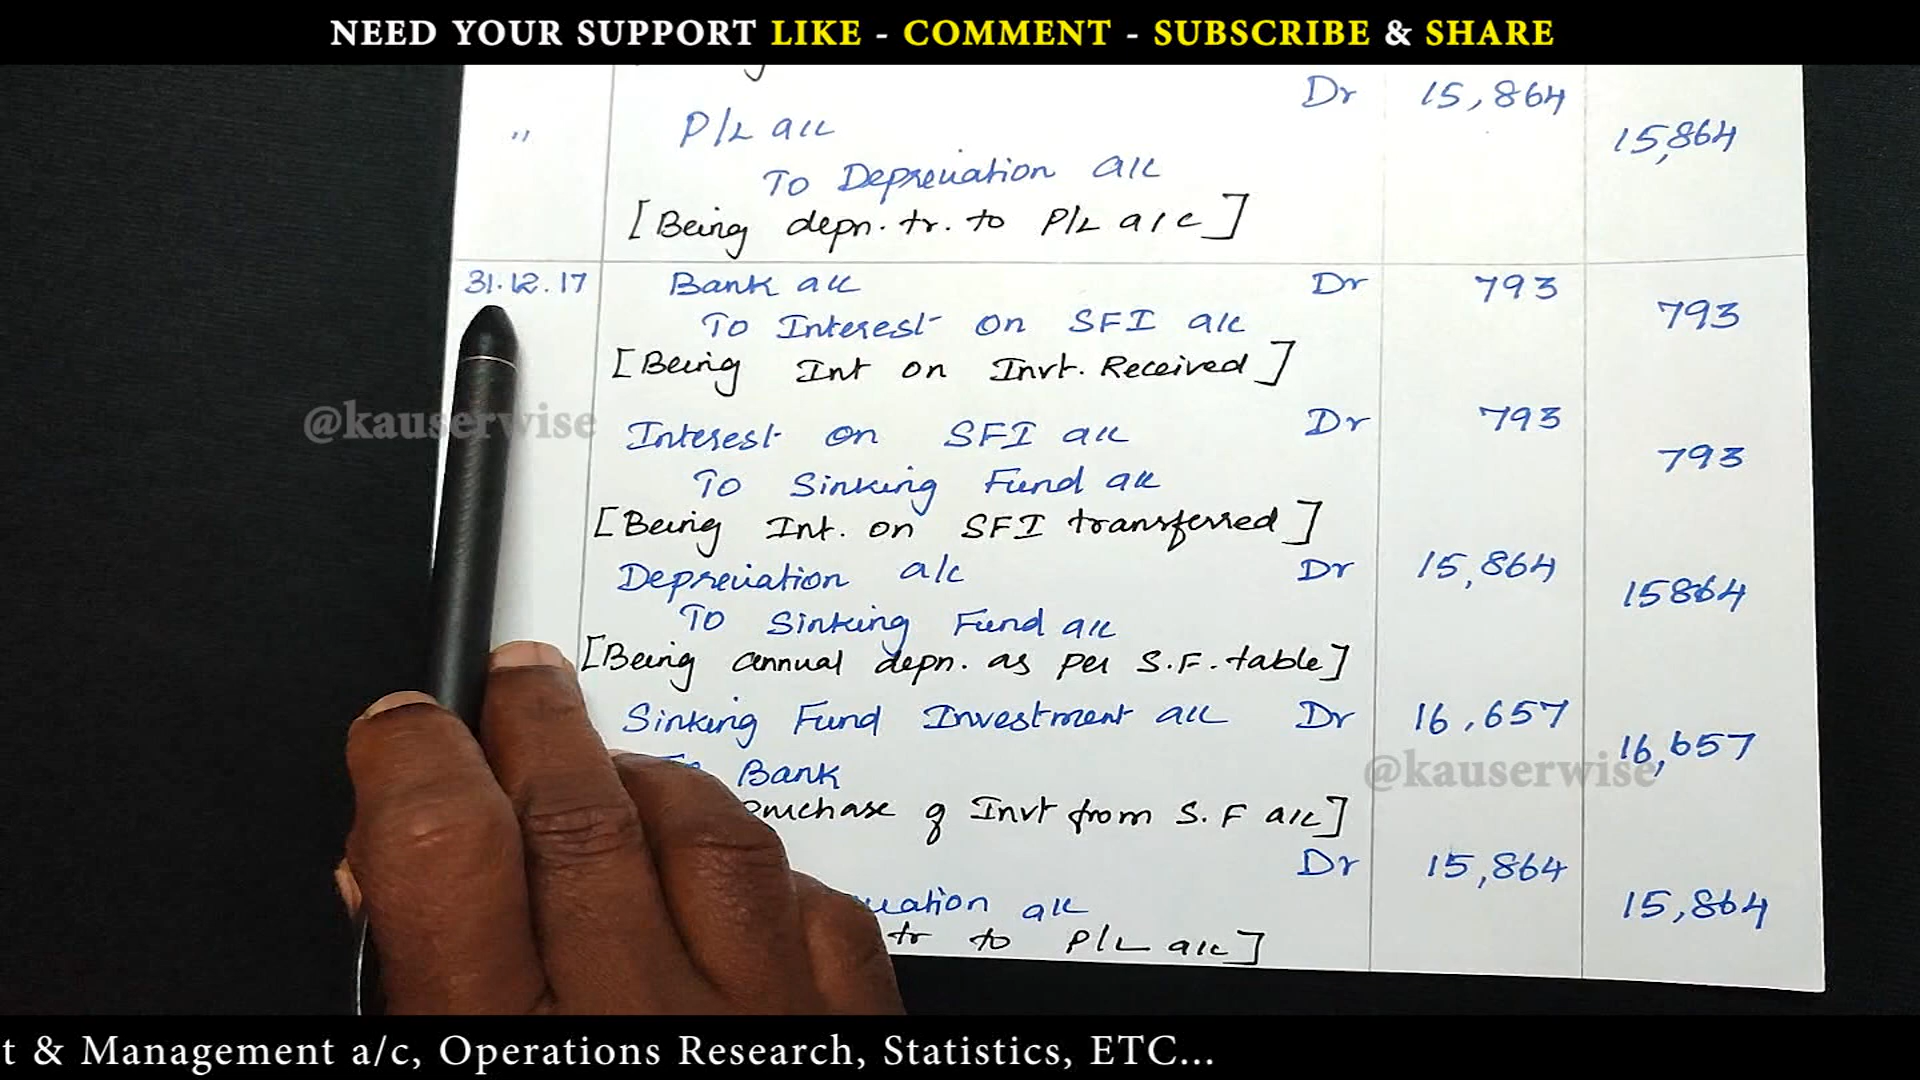 NEED YOUR SUPPORT LIKE - COMMENT - SUBSCRIBE & SHARE
Dr 15,864
" P/L a/c 15,864
To Depreciation a/c
[Being depn. tr. to P/L a/c]
31.12.17 Bank a/c Dr 793
To Interest on SFI a/c 793
[Being Int on Invt. Received]
@kauserwise
Interest on SFI a/c Dr 793
To Sinking Fund a/c 793
[Being Int. on SFI transferred]
Depreciation a/c Dr 15,864
To Sinking Fund a/c 15864
[Being annual depn. as per S.F. table]
Sinking Fund Investment a/c Dr 16,657
Bank 16,657
@kauserwise
of Invt from S.F a/c]
Dr 15,864
a/c 15,864
tr to P/L a/c]
t & Management a/c, Operations Research, Statistics, ETC...